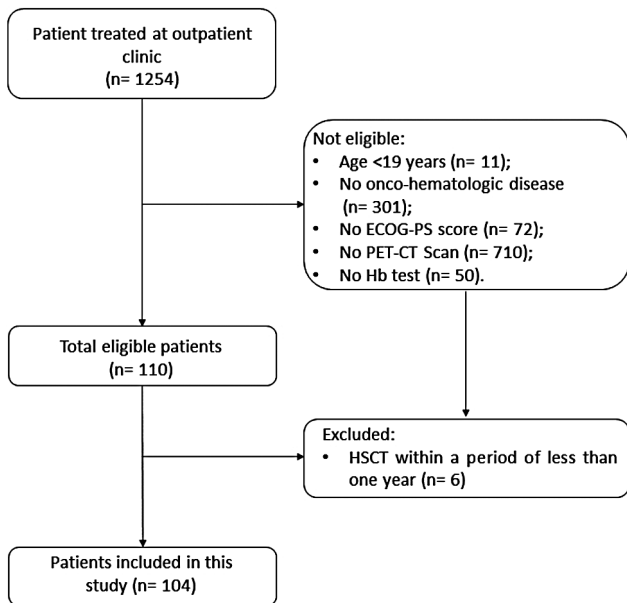 Patient treated at outpatient
clinic
(n= 1254)
Not eligible:
• Age <19 years (n= 11);
• No onco-hematologic disease
(n= 301);
• No ECOG-PS score (n= 72);
• No PET-CT Scan (n= 710);
• No Hb test (n= 50).
Total eligible patients
(n= 110)
Excluded:
• HSCT within a period of less than
one year (n= 6)
Patients included in this
study (n= 104)